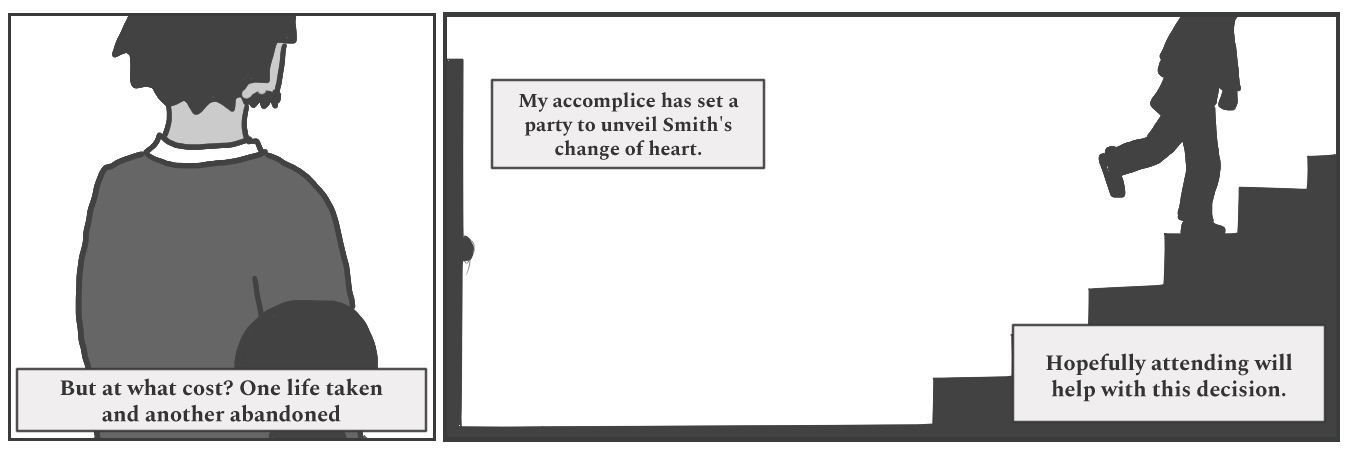 But at what cost? One life taken
and another abandoned
My accomplice has set a
party to unveil Smith's
change of heart.
Hopefully attending will
help with this decision.